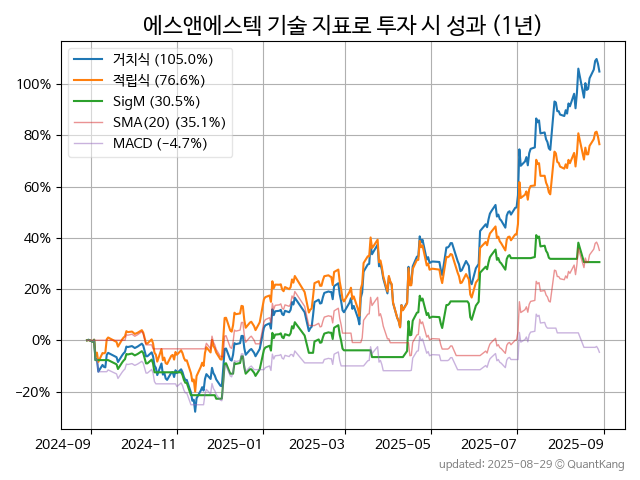 에스앤에스텍 기술 지표로 투자 시 성과 (1년)
거치식 (105.0%)
적립식 (76.6%)
SigM (30.5%)
SMA(20) (35.1%)
MACD (−4.7%)
100%
80%
60%
40%
20%
0%
−20%
2024-09 2024-11 2025-01 2025-03 2025-05 2025-07 2025-09
updated: 2025-08-29 © QuantKang